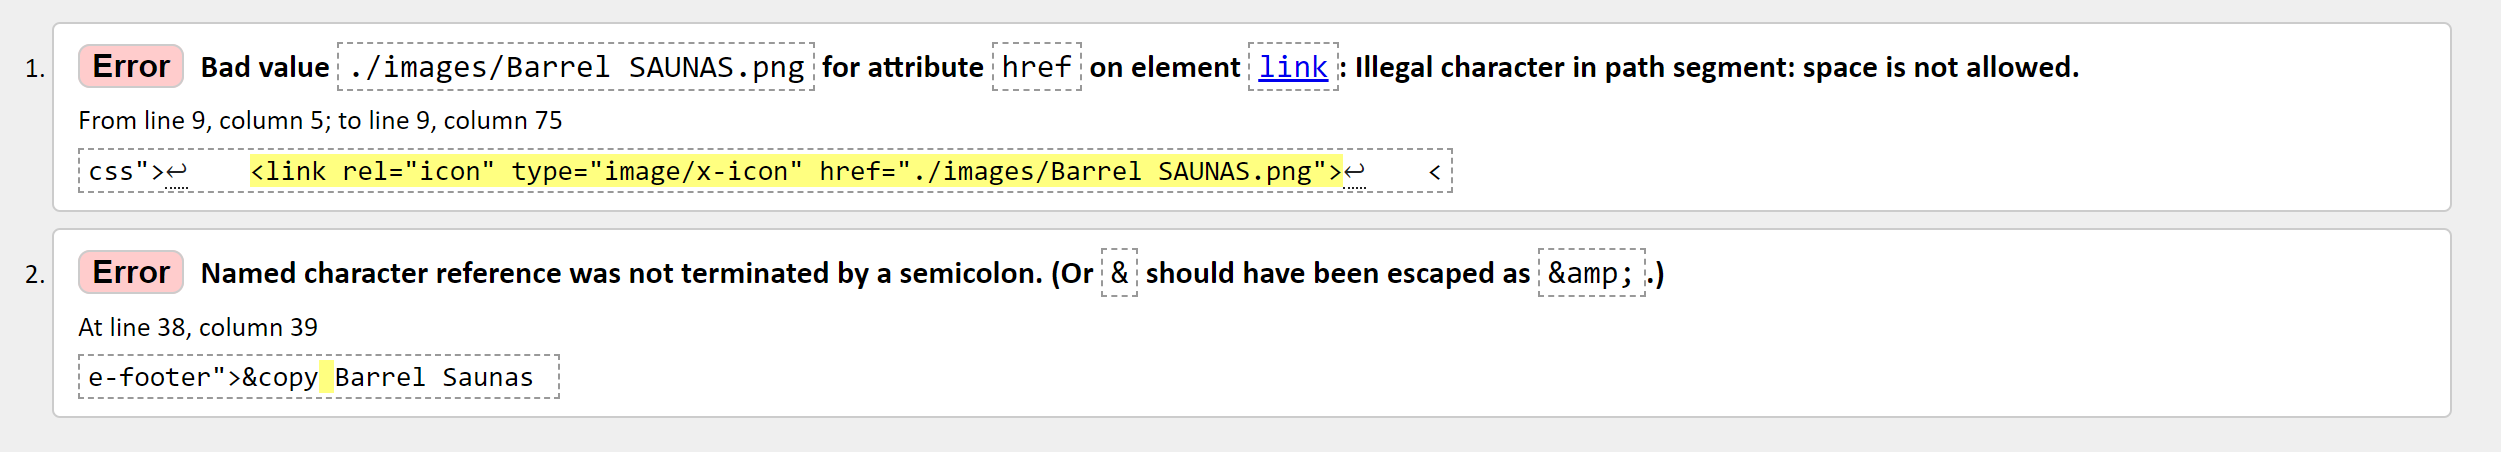 1. Error Bad value ./images/Barrel SAUNAS.png for attribute href on element link: Illegal character in path segment: space is not allowed.
From line 9, column 5; to line 9, column 75
css">↩    <link rel="icon" type="image/x-icon" href="./images/Barrel SAUNAS.png">↩    <
2. Error Named character reference was not terminated by a semicolon. (Or & should have been escaped as &amp;.)
At line 38, column 39
e-footer">&copy Barrel Saunas